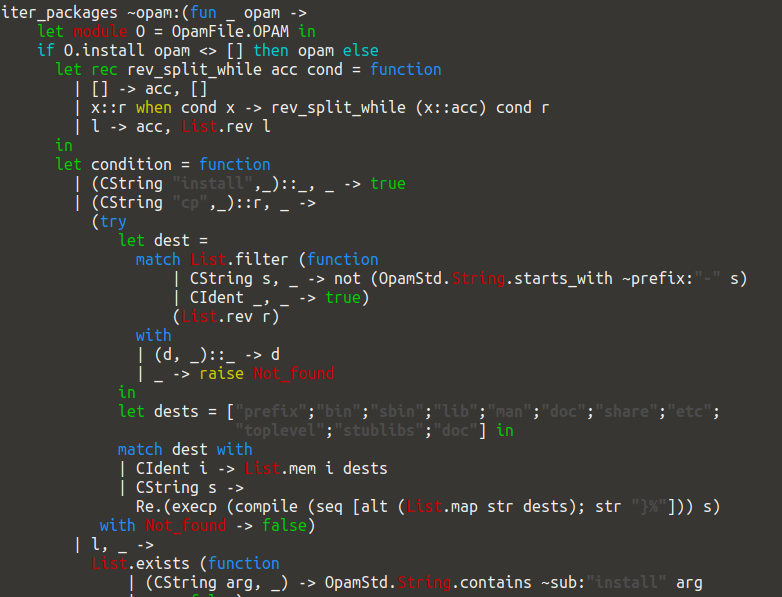 iter_packages ~opam:(fun _ opam ->
let module O = OpamFile.OPAM in
if O.install opam <> [] then opam else
let rec rev_split_while acc cond = function
| [] -> acc, []
| x::r when cond x -> rev_split_while (x::acc) cond r
| l -> acc, List.rev l
in
let condition = function
| (CString "install",_)::_, _ -> true
| (CString "cp",_)::r, _ ->
(try
let dest =
match List.filter (function
| CString s, _ -> not (OpamStd.String.starts_with ~prefix:"-" s)
| CIdent _, _ -> true)
(List.rev r)
with
| (d, _)::_ -> d
| _ -> raise Not_found
in
let dests = ["prefix";"bin";"sbin";"lib";"man";"doc";"share";"etc";
"toplevel";"stublibs";"doc"] in
match dest with
| CIdent i -> List.mem i dests
| CString s ->
Re.(execp (compile (seq [alt (List.map str dests); str "}%"])) s)
with Not_found -> false)
| l, _ ->
List.exists (function
| (CString arg, _) -> OpamStd.String.contains ~sub:"install" arg